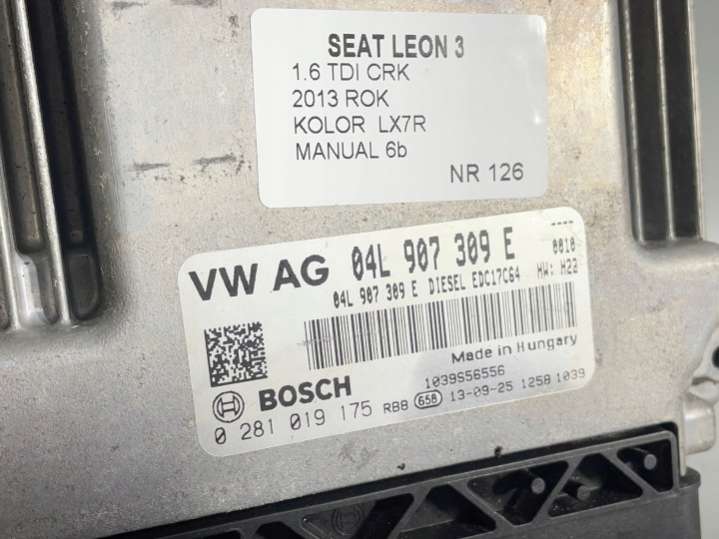 SEAT LEON 3
1.6 TDI CRK
2013 ROK
KOLOR LX7R
MANUAL 6b
NR 126
VW AG 04L 907 309 E 0010
04L 907 309 E DIESEL EDC17C64 HW: H22
Made in Hungary
1039S56556
BOSCH
0 281 019 175 RBB 658 13-09-25 1258 1039